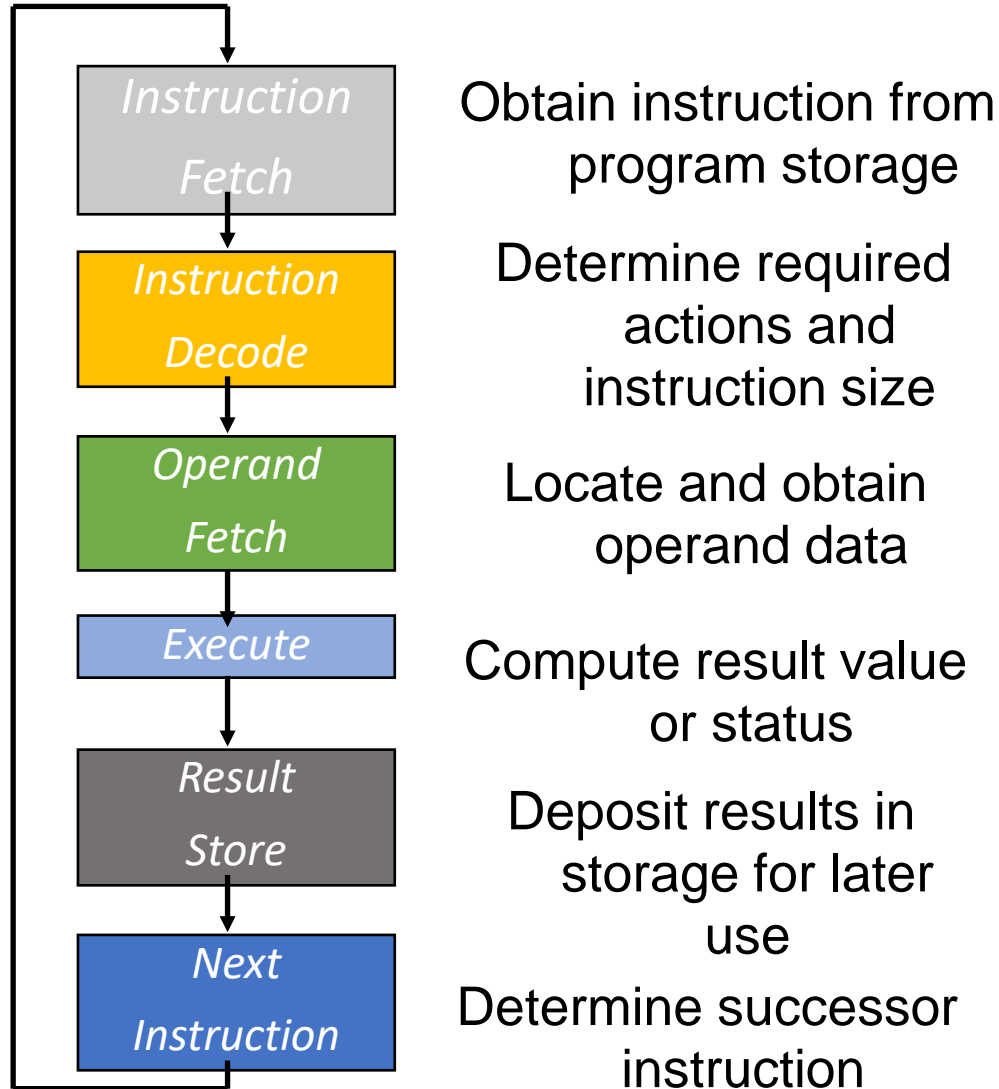 Instruction
Fetch
Obtain instruction from
program storage
Instruction
Decode
Determine required
actions and
instruction size
Operand
Fetch
Locate and obtain
operand data
Execute
Compute result value
or status
Result
Store
Deposit results in
storage for later
use
Next
Instruction
Determine successor
instruction